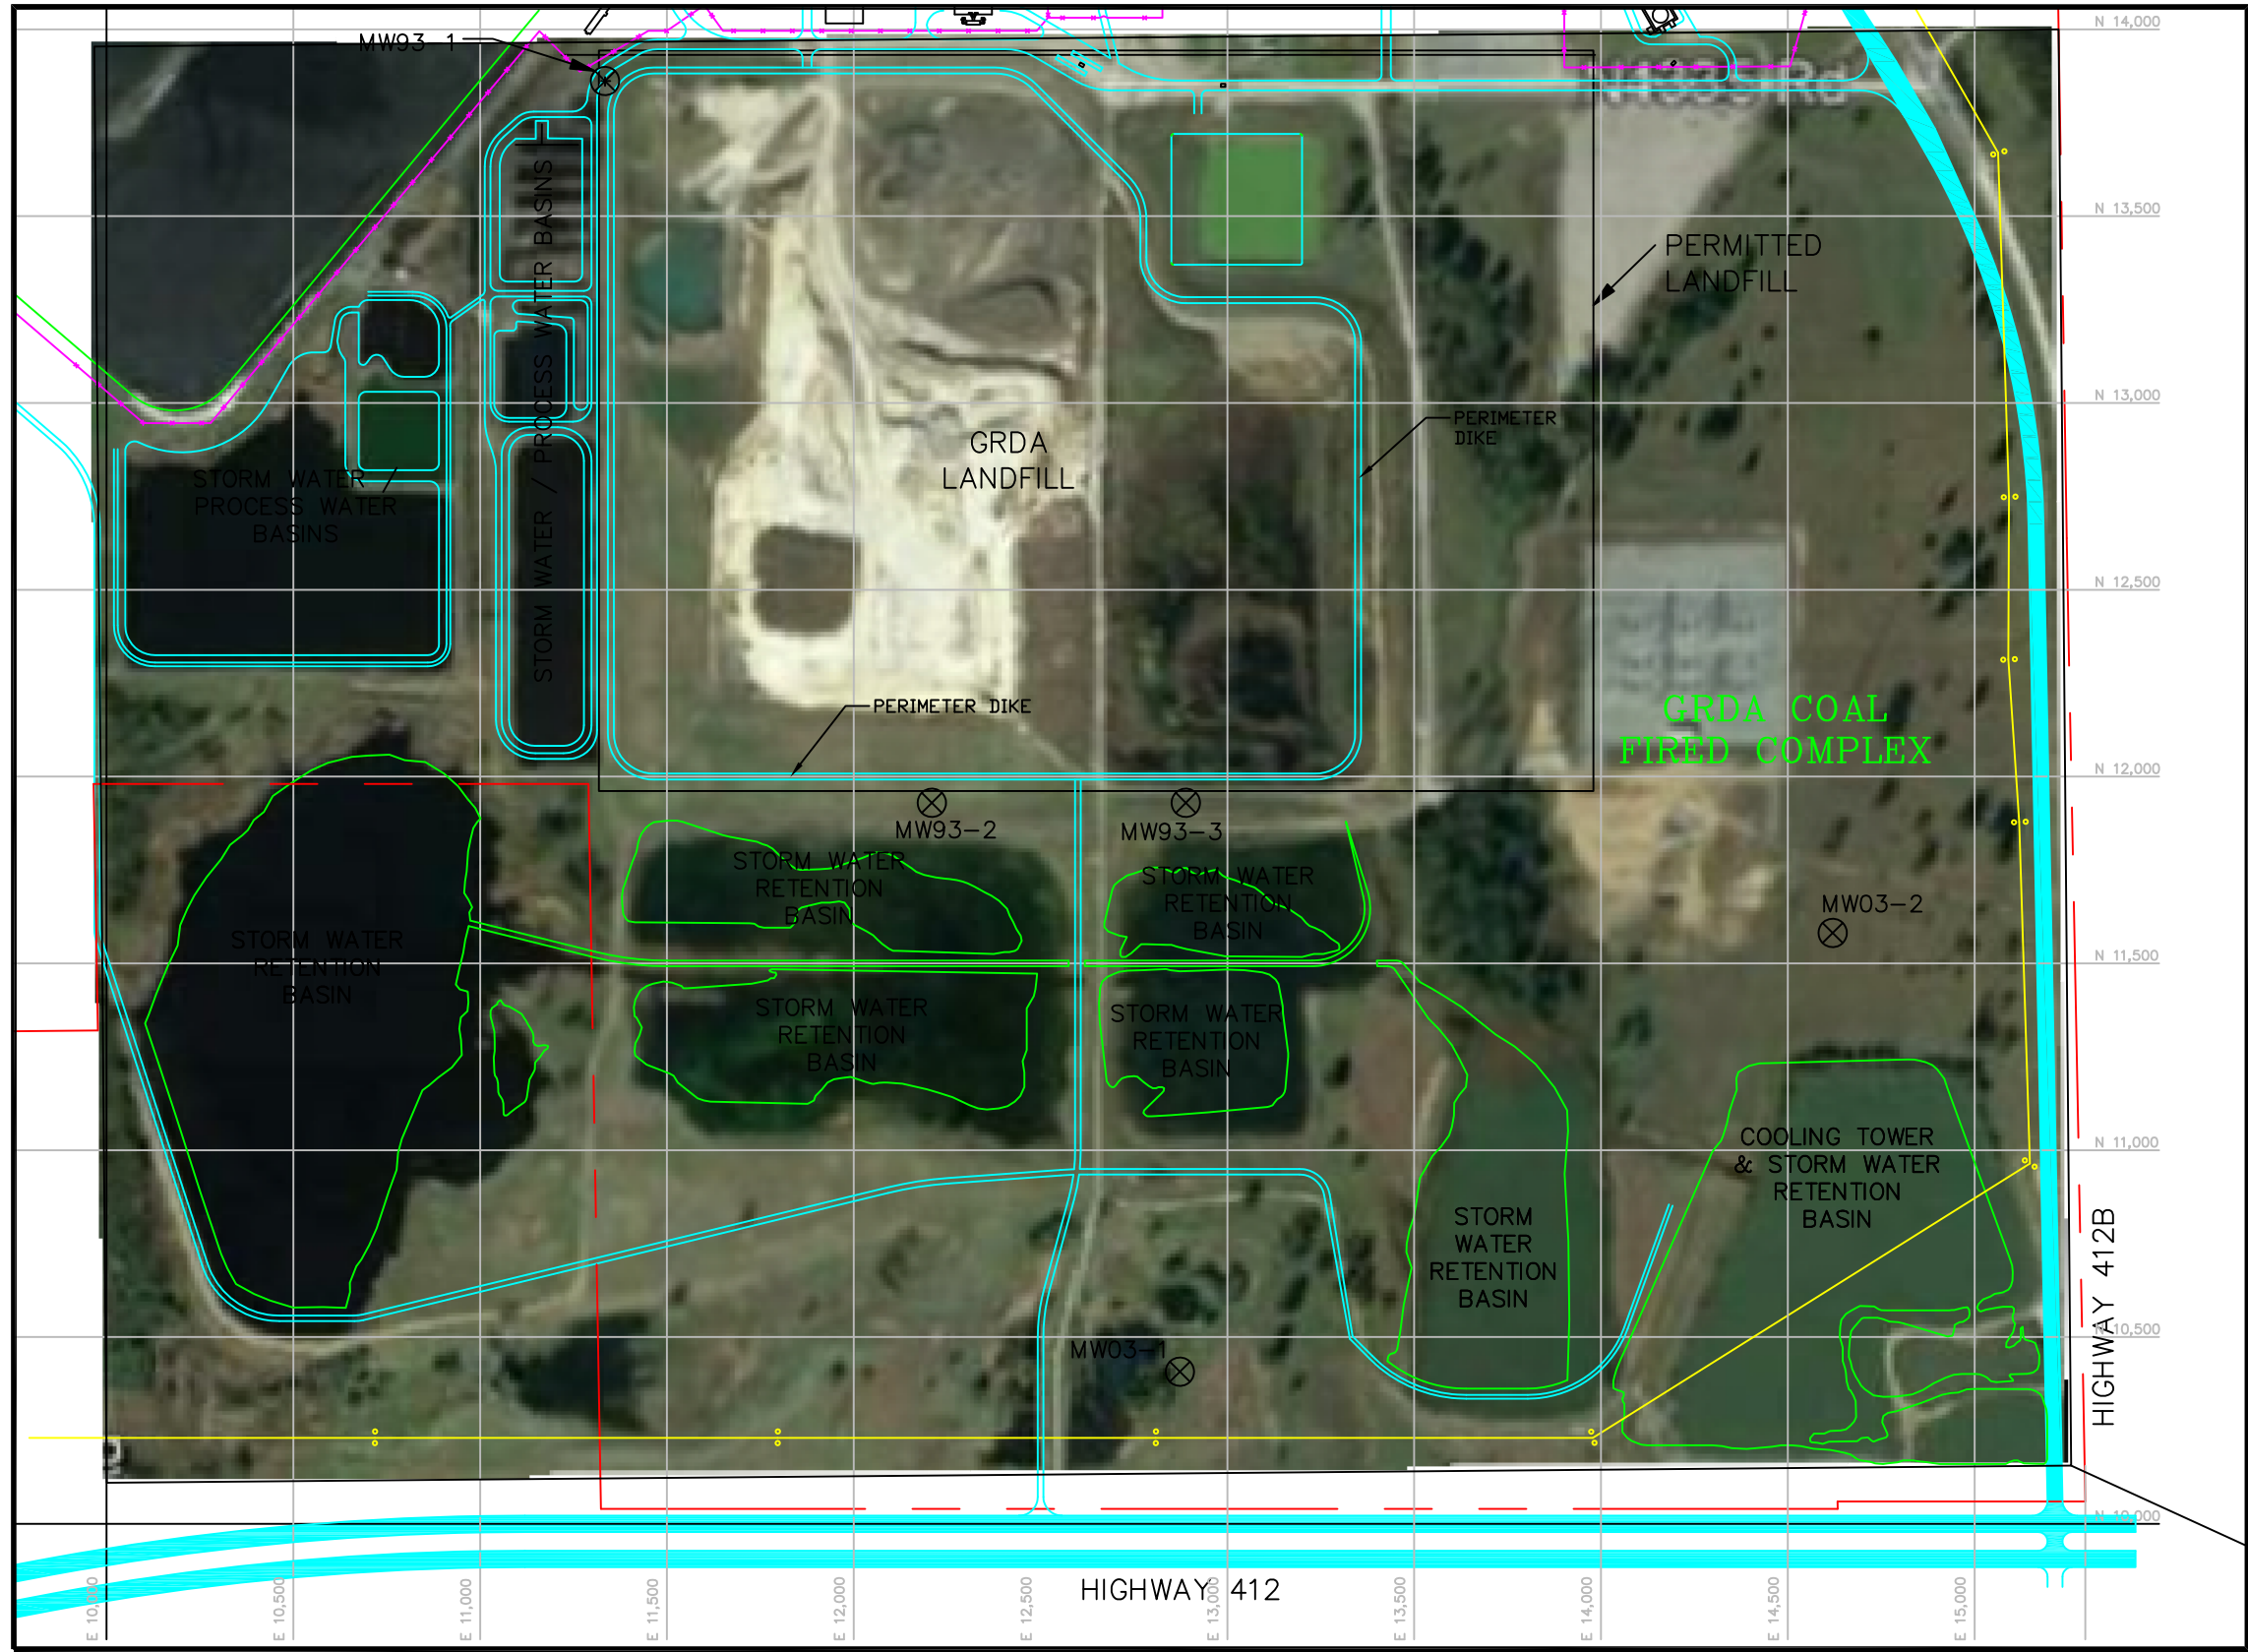 MW93-1
N 14,000
N4335 Rd
N 13,500
PERMITTED
LANDFILL
STORM WATER / PROCESS WATER BASINS
N 13,000
PERIMETER
DIKE
GRDA
LANDFILL
STORM WATER /
PROCESS WATER
BASINS
N 12,500
PERIMETER DIKE
GRDA COAL
FIRED COMPLEX
N 12,000
MW93-2
MW93-3
STORM WATER
RETENTION
BASIN
STORM WATER
RETENTION
BASIN
MW03-2
STORM WATER
RETENTION
BASIN
N 11,500
STORM WATER
RETENTION
BASIN
STORM WATER
RETENTION
BASIN
N 11,000
COOLING TOWER
& STORM WATER
RETENTION
BASIN
STORM
WATER
RETENTION
BASIN
HIGHWAY 412B
N 10,500
MW03-1
N 10,000
HIGHWAY 412
E 10,000
E 10,500
E 11,000
E 11,500
E 12,000
E 12,500
E 13,000
E 13,500
E 14,000
E 14,500
E 15,000